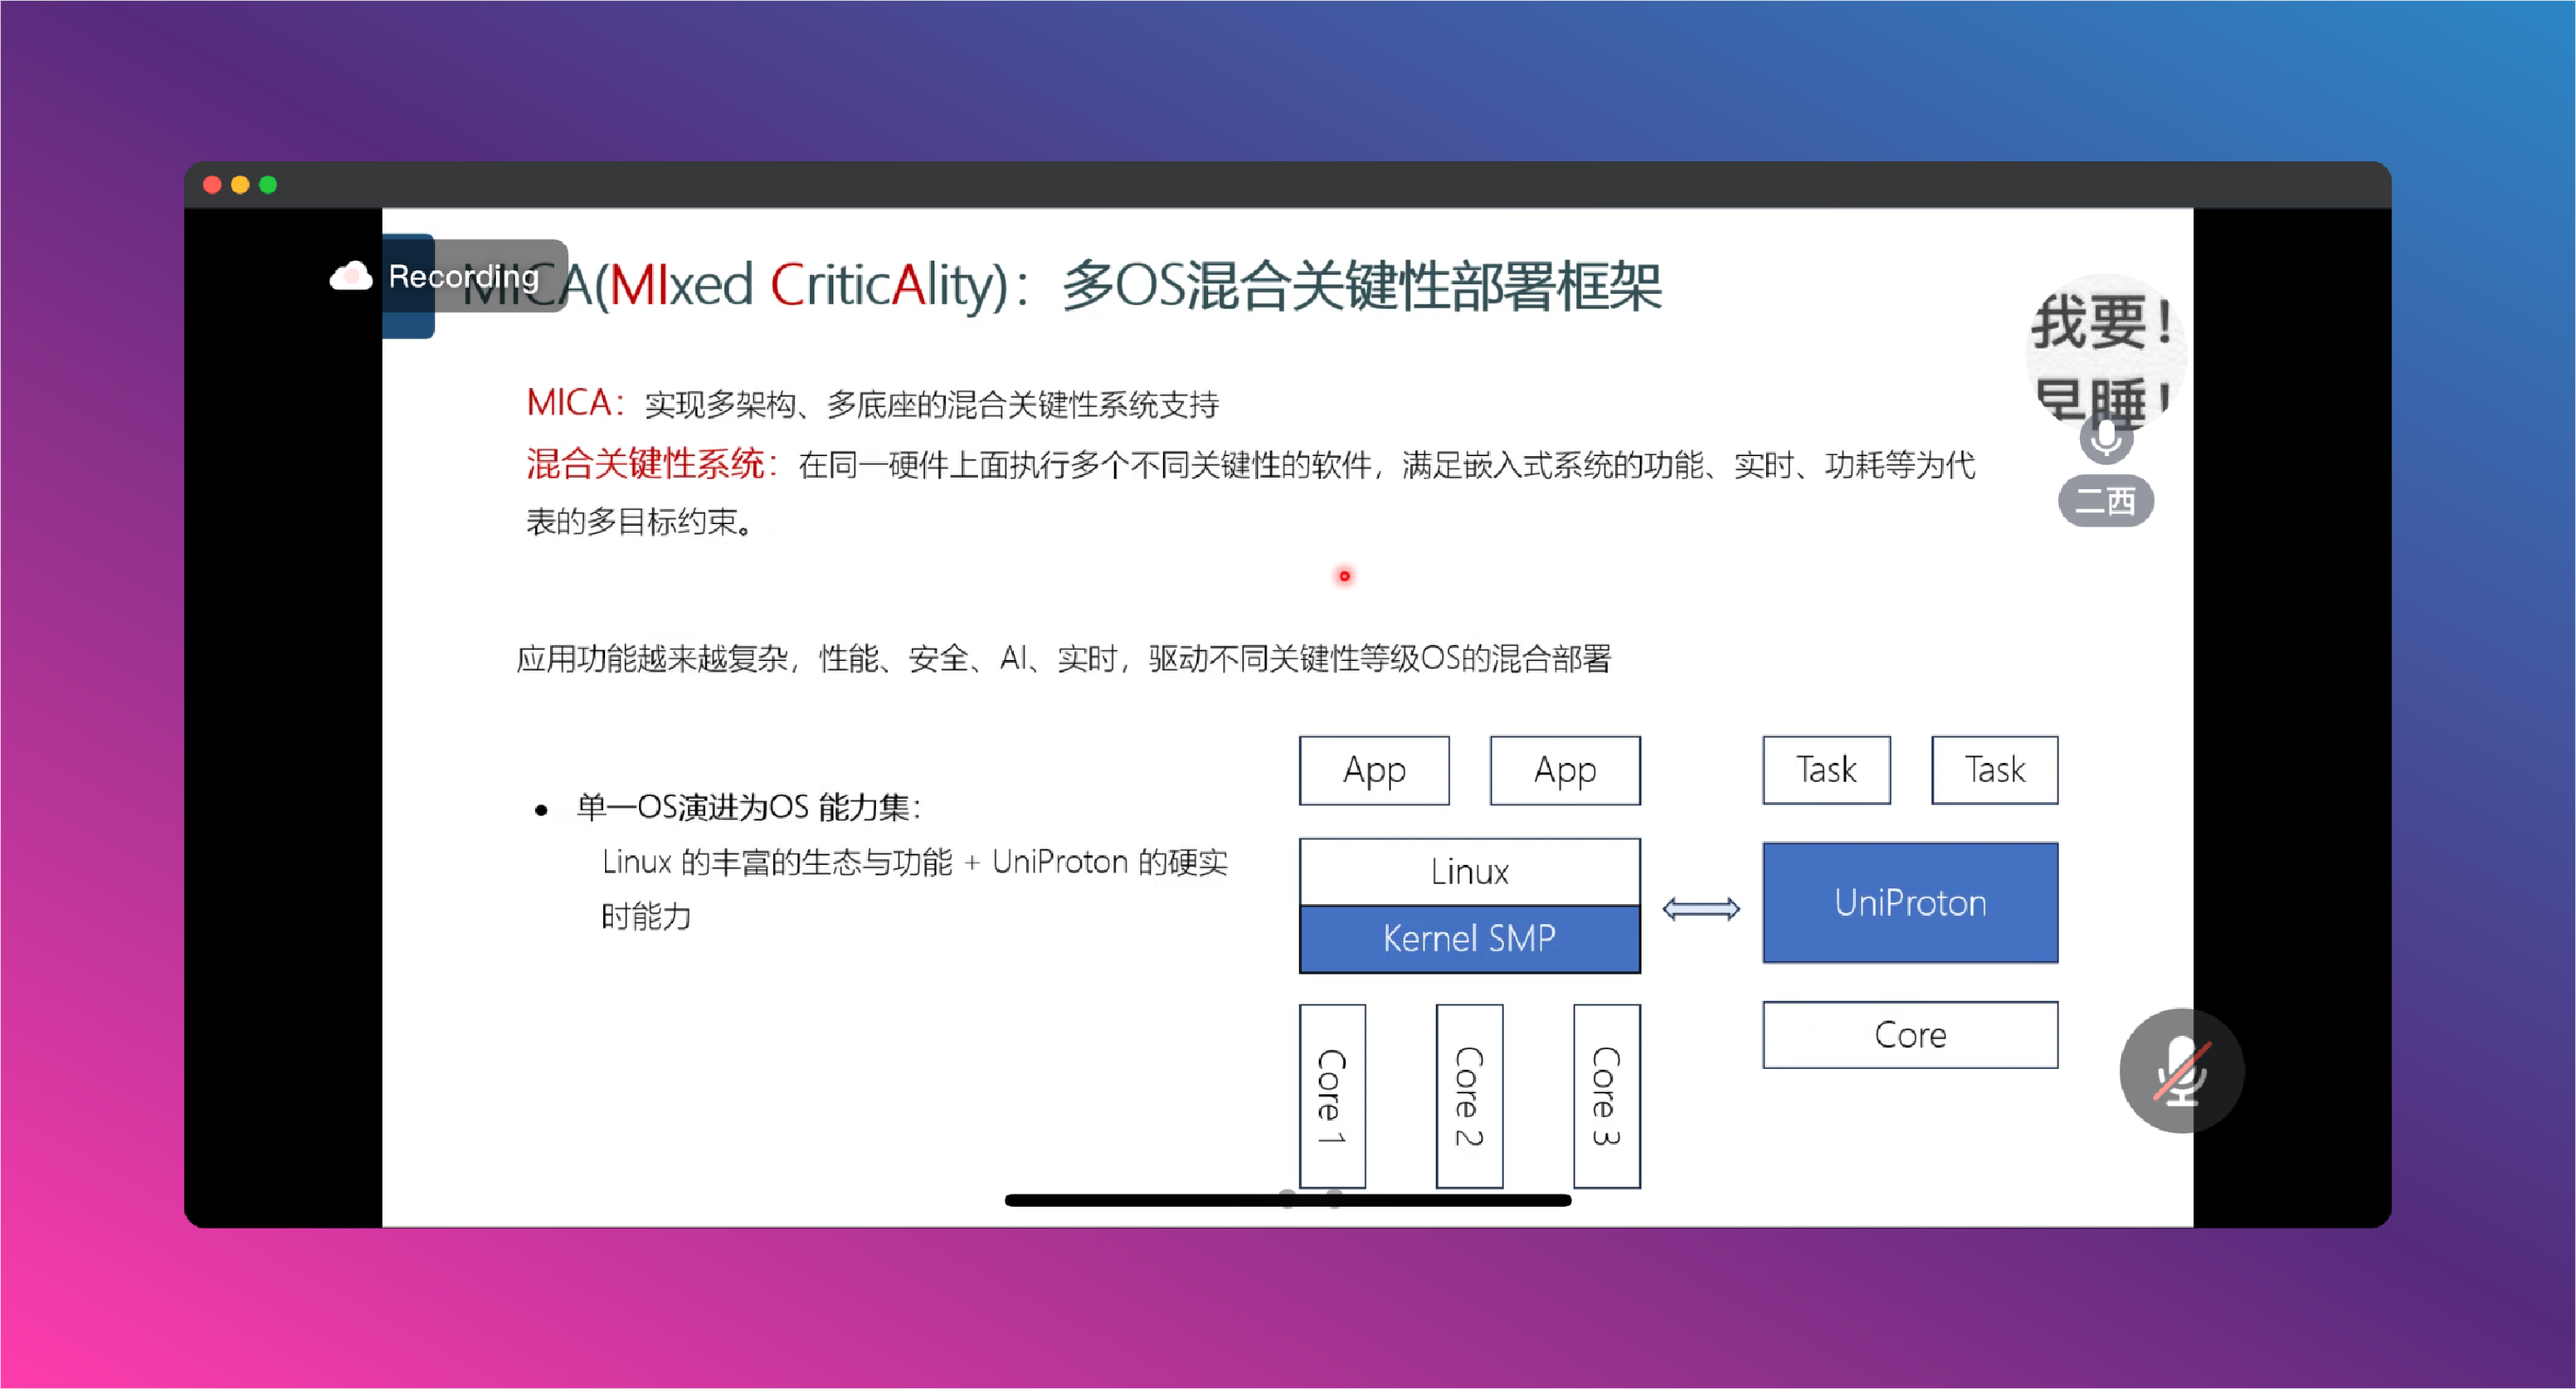 Recording
MICA(MIxed CriticAlity)：多OS混合关键性部署框架
我要！
早睡！
二西
MICA：实现多架构、多底座的混合关键性系统支持
混合关键性系统：在同一硬件上面执行多个不同关键性的软件，满足嵌入式系统的功能、实时、功耗等为代
表的多目标约束。
应用功能越来越复杂，性能、安全、AI、实时，驱动不同关键性等级OS的混合部署
• 单一OS演进为OS 能力集：
Linux 的丰富的生态与功能 + UniProton 的硬实
时能力
App App Task Task
Linux
Kernel SMP
UniProton
Core 1 Core 2 Core 3
Core